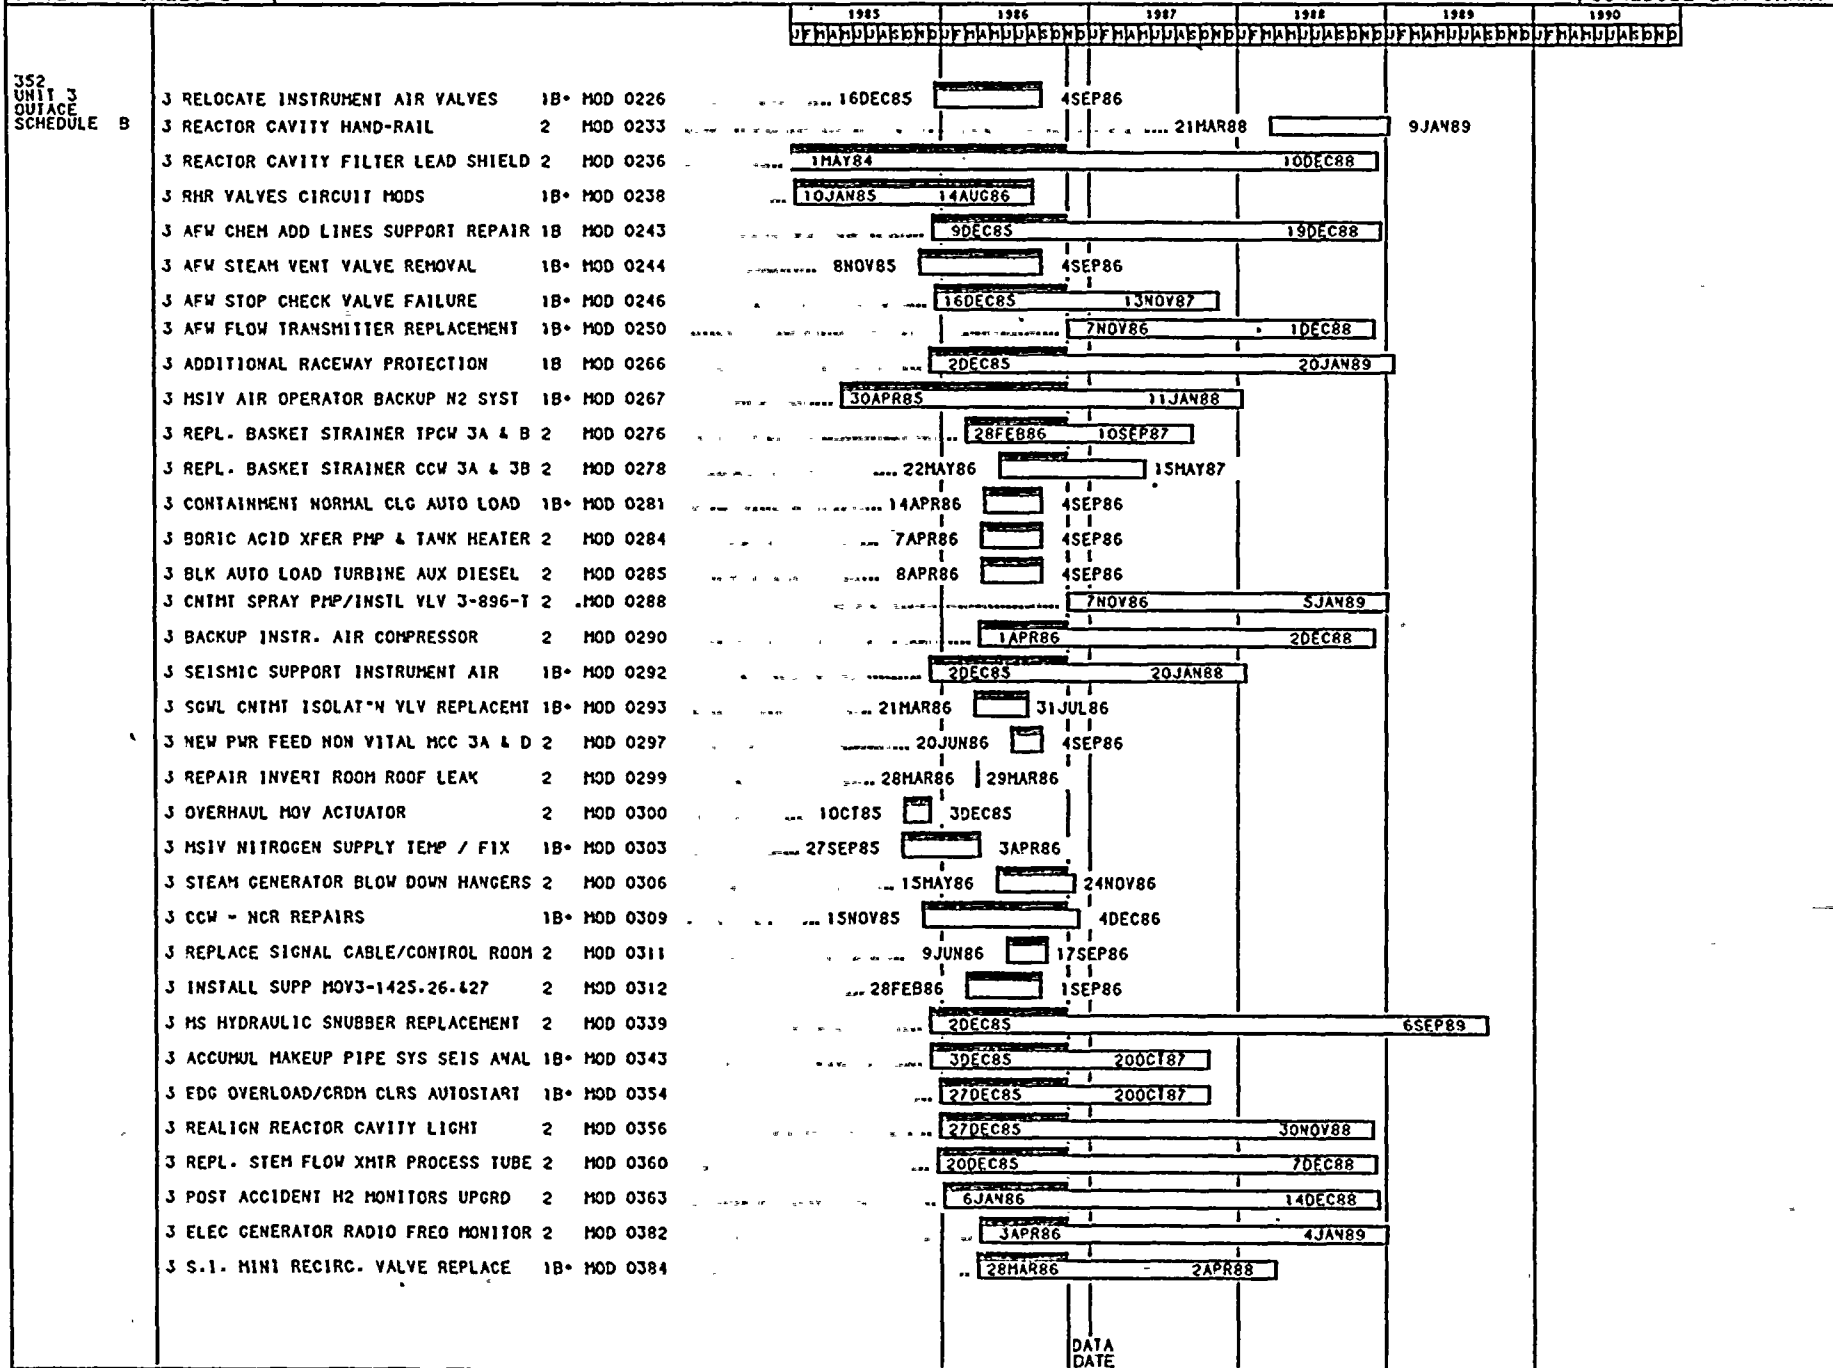 1985 1986 1987 1988 1989 1990
JFMAMJJASOND JFMAMJJASOND JFMAMJJASOND JFMAMJJASOND JFMAMJJASOND JFMAMJJASOND
352
UNIT 3
OUTAGE
SCHEDULE B
3 RELOCATE INSTRUMENT AIR VALVES 1B* MOD 0226 16DEC85 4SEP86
3 REACTOR CAVITY HAND-RAIL 2 MOD 0233 21MAR88 9JAN89
3 REACTOR CAVITY FILTER LEAD SHIELD 2 MOD 0236 1MAY84 10DEC88
3 RHR VALVES CIRCUIT MODS 1B* MOD 0238 10JAN85 14AUG86
3 AFW CHEM ADD LINES SUPPORT REPAIR 1B MOD 0243 9DEC85 19DEC88
3 AFW STEAM VENT VALVE REMOVAL 1B* MOD 0244 8NOV85 4SEP86
3 AFW STOP CHECK VALVE FAILURE 1B* MOD 0246 16DEC85 13NOV87
3 AFW FLOW TRANSMITTER REPLACEMENT 1B* MOD 0250 7NOV86 1DEC88
3 ADDITIONAL RACEWAY PROTECTION 1B MOD 0266 2DEC85 20JAN89
3 MSIV AIR OPERATOR BACKUP N2 SYST 1B* MOD 0267 30APR85 11JAN88
3 REPL. BASKET STRAINER TPCW 3A & B 2 MOD 0276 28FEB86 10SEP87
3 REPL. BASKET STRAINER CCW 3A & 3B 2 MOD 0278 22MAY86 15MAY87
3 CONTAINMENT NORMAL CLG AUTO LOAD 1B* MOD 0281 14APR86 4SEP86
3 BORIC ACID XFER PMP & TANK HEATER 2 MOD 0284 7APR86 4SEP86
3 BLK AUTO LOAD TURBINE AUX DIESEL 2 MOD 0285 8APR86 4SEP86
3 CNTMT SPRAY PMP/INSTL VLV 3-896-T 2 MOD 0288 7NOV86 5JAN89
3 BACKUP INSTR. AIR COMPRESSOR 2 MOD 0290 1APR86 2DEC88
3 SEISMIC SUPPORT INSTRUMENT AIR 1B* MOD 0292 2DEC85 20JAN88
3 SGWL CNTMT ISOLAT'N VLV REPLACEMT 1B* MOD 0293 21MAR86 31JUL86
3 NEW PWR FEED NON VITAL MCC 3A & D 2 MOD 0297 20JUN86 4SEP86
3 REPAIR INVERT ROOM ROOF LEAK 2 MOD 0299 28MAR86 29MAR86
3 OVERHAUL MOV ACTUATOR 2 MOD 0300 10CT85 3DEC85
3 MSIV NITROGEN SUPPLY TEMP / FIX 1B* MOD 0303 27SEP85 3APR86
3 STEAM GENERATOR BLOW DOWN HANGERS 2 MOD 0306 15MAY86 24NOV86
3 CCW - NCR REPAIRS 1B* MOD 0309 15NOV85 4DEC86
3 REPLACE SIGNAL CABLE/CONTROL ROOM 2 MOD 0311 9JUN86 17SEP86
3 INSTALL SUPP MOV3-1425.26.&27 2 MOD 0312 28FEB86 1SEP86
3 MS HYDRAULIC SNUBBER REPLACEMENT 2 MOD 0339 2DEC85 6SEP89
3 ACCUMUL MAKEUP PIPE SYS SEIS ANAL 1B* MOD 0343 3DEC85 20OCT87
3 EDG OVERLOAD/CRDM CLRS AUTOSTART 1B* MOD 0354 27DEC85 20OCT87
3 REALIGN REACTOR CAVITY LIGHT 2 MOD 0356 27DEC85 30NOV88
3 REPL. STEM FLOW XMTR PROCESS TUBE 2 MOD 0360 20DEC85 7DEC88
3 POST ACCIDENT H2 MONITORS UPGRD 2 MOD 0363 6JAN86 14DEC88
3 ELEC GENERATOR RADIO FREQ MONITOR 2 MOD 0382 3APR86 4JAN89
3 S.I. MINI RECIRC. VALVE REPLACE 1B* MOD 0384 28MAR86 2APR88
DATA
DATE